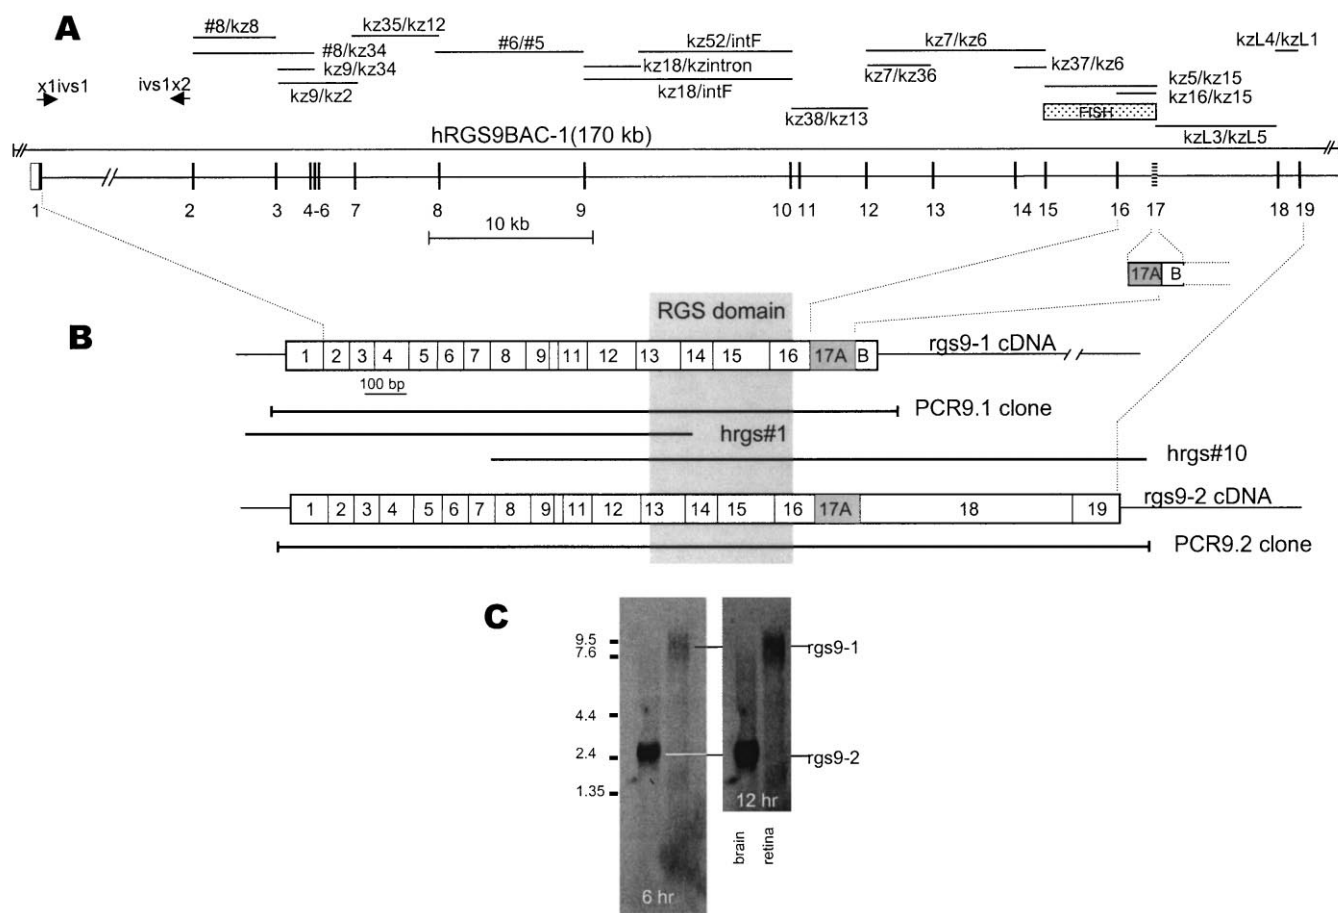 A
#8/kz8
kz35/kz12
#8/kz34
#6/#5
kz52/intF
kz7/kz6
kzL4/kzL1
x1ivs1
ivs1x2
kz9/kz34
kz9/kz2
kz18/kzintron
kz18/intF
kz7/kz36
kz37/kz6
kz5/kz15
kz16/kz15
kz38/kz13
FISH
kzL3/kzL5
hRGS9BAC-1(170 kb)
1 2 3 4-6 7 8 9 10 11 12 13 14 15 16 17 18 19
10 kb
17A B
B
RGS domain
1 2 3 4 5 6 7 8 9 11 12 13 14 15 16 17A B
rgs9-1 cDNA
100 bp
PCR9.1 clone
hrgs#1
hrgs#10
1 2 3 4 5 6 7 8 9 11 12 13 14 15 16 17A 18 19
rgs9-2 cDNA
PCR9.2 clone
C
9.5
7.6
4.4
2.4
1.35
rgs9-1
rgs9-2
12 hr
6 hr
brain
retina